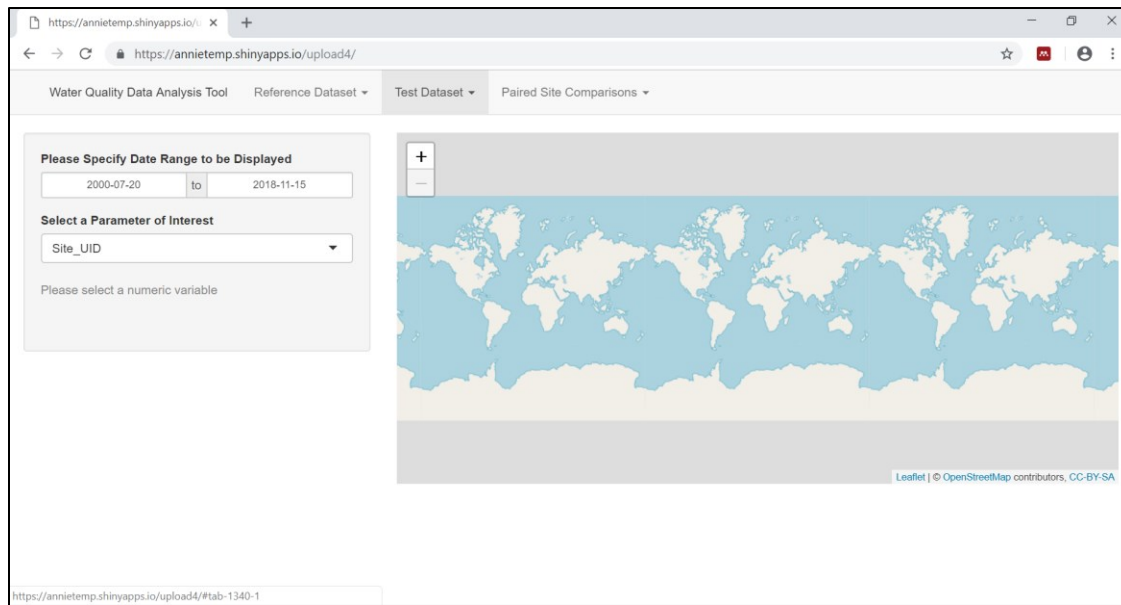 https://annietemp.shinyapps.io/u
https://annietemp.shinyapps.io/upload4/
Water Quality Data Analysis Tool Reference Dataset Test Dataset Paired Site Comparisons
Please Specify Date Range to be Displayed
2000-07-20 to 2018-11-15
Select a Parameter of Interest
Site_UID
Please select a numeric variable
+
−
Leaflet | © OpenStreetMap contributors, CC-BY-SA
https://annietemp.shinyapps.io/upload4/#tab-1340-1